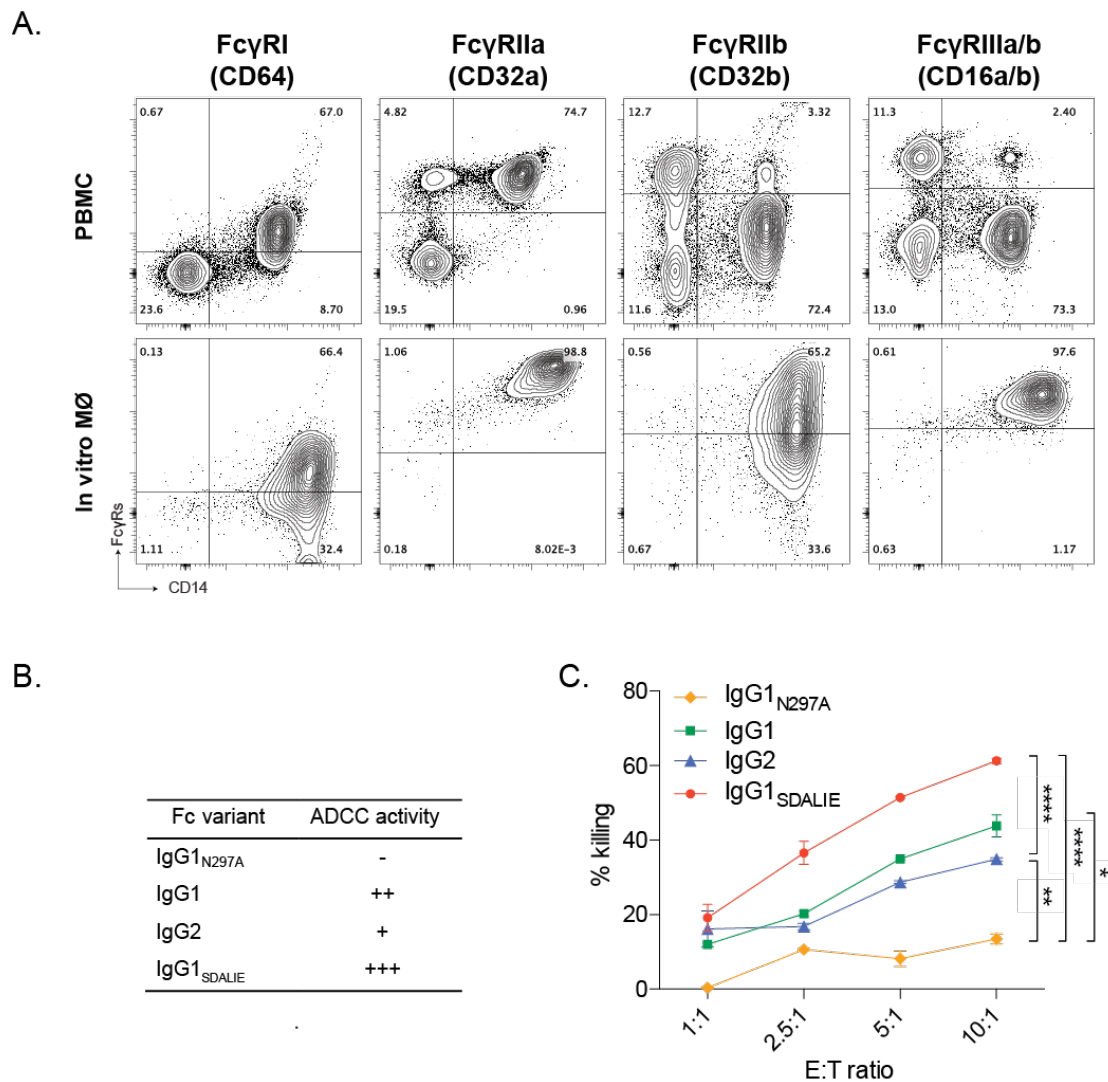 A.
FcγRI
(CD64)
FcγRIIa
(CD32a)
FcγRIIb
(CD32b)
FcγRIIIa/b
(CD16a/b)
PBMC
0.67 67.0
23.6 8.70
4.82 74.7
19.5 0.96
12.7 3.32
11.6 72.4
11.3 2.40
13.0 73.3
In vitro MØ
0.13 66.4
1.11 32.4
1.06 98.8
0.18 8.02E-3
0.56 65.2
0.67 33.6
0.61 97.6
0.63 1.17
FcγRs
CD14
B.
Fc variant ADCC activity
IgG1N297A -
IgG1 ++
IgG2 +
IgG1SDALIE +++
.
C.
% killing
80
60
40
20
0
IgG1N297A
IgG1
IgG2
IgG1SDALIE
****
**
****
*
1:1 2.5:1 5:1 10:1
E:T ratio